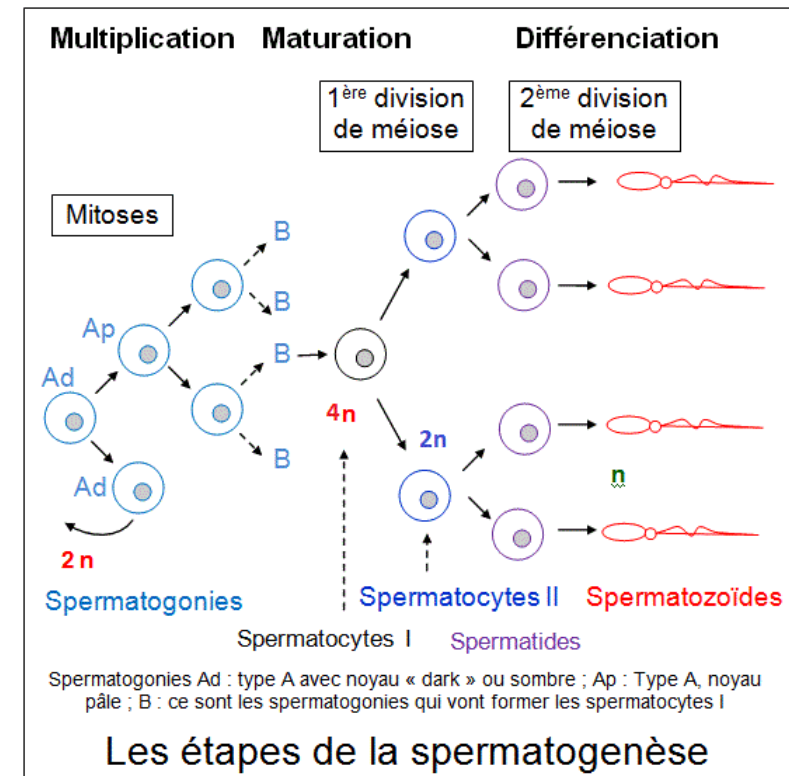 Multiplication Maturation Différenciation
1ère division de méiose
2ème division de méiose
Mitoses
B
B
Ap
B
Ad
4n
2n
B
Ad
n
2n
Spermatogonies
Spermatocytes II
Spermatozoïdes
Spermatocytes I
Spermatides
Spermatogonies Ad : type A avec noyau « dark » ou sombre ; Ap : Type A, noyau
pâle ; B : ce sont les spermatogonies qui vont former les spermatocytes I
Les étapes de la spermatogenèse